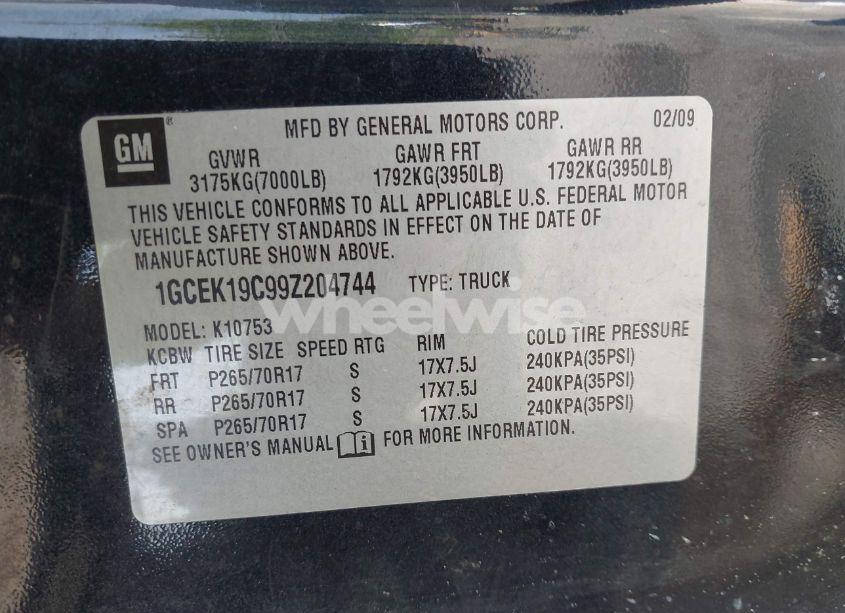 GM ®
MFD BY GENERAL MOTORS CORP. 02/09
GVWR GAWR FRT GAWR RR
3175KG(7000LB) 1792KG(3950LB) 1792KG(3950LB)
THIS VEHICLE CONFORMS TO ALL APPLICABLE U.S. FEDERAL MOTOR
VEHICLE SAFETY STANDARDS IN EFFECT ON THE DATE OF
MANUFACTURE SHOWN ABOVE.
1GCEK19C99Z204744 TYPE: TRUCK
wheelwise
MODEL: K10753
KCBW TIRE SIZE SPEED RTG RIM COLD TIRE PRESSURE
FRT P265/70R17 S 17X7.5J 240KPA(35PSI)
RR P265/70R17 S 17X7.5J 240KPA(35PSI)
SPA P265/70R17 S 17X7.5J 240KPA(35PSI)
SEE OWNER'S MANUAL FOR MORE INFORMATION.